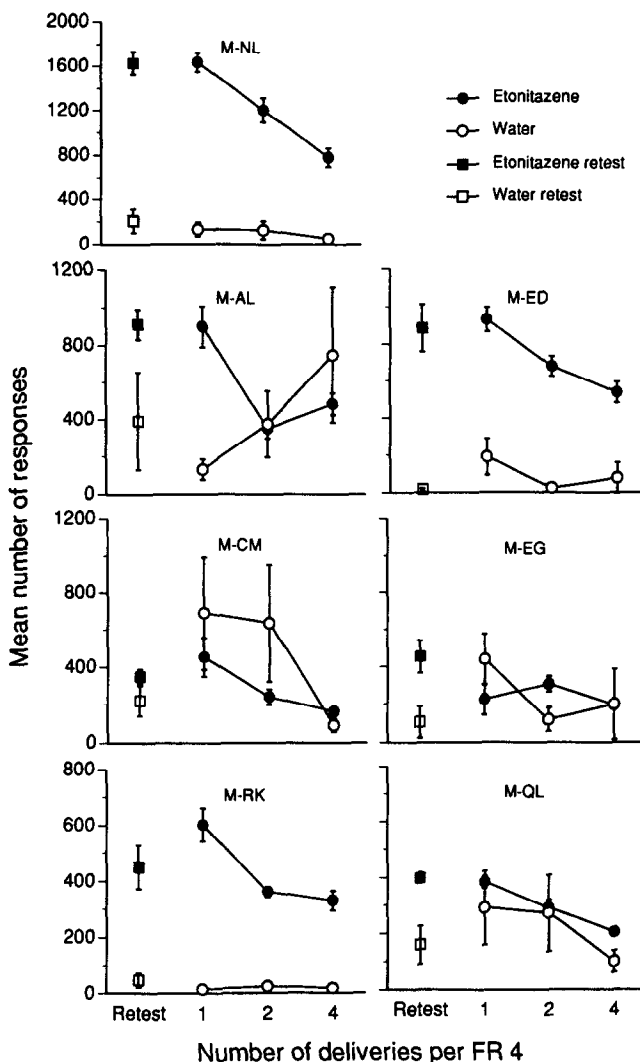 2000
1600
1200
800
400
0
M-NL
Etonitazene
Water
Etonitazene retest
Water retest
Mean number of responses
1200
800
400
0
M-AL
M-ED
1200
800
400
0
M-CM
M-EG
800
600
400
200
0
M-RK
M-QL
Retest 1 2 4
Retest 1 2 4
Number of deliveries per FR 4